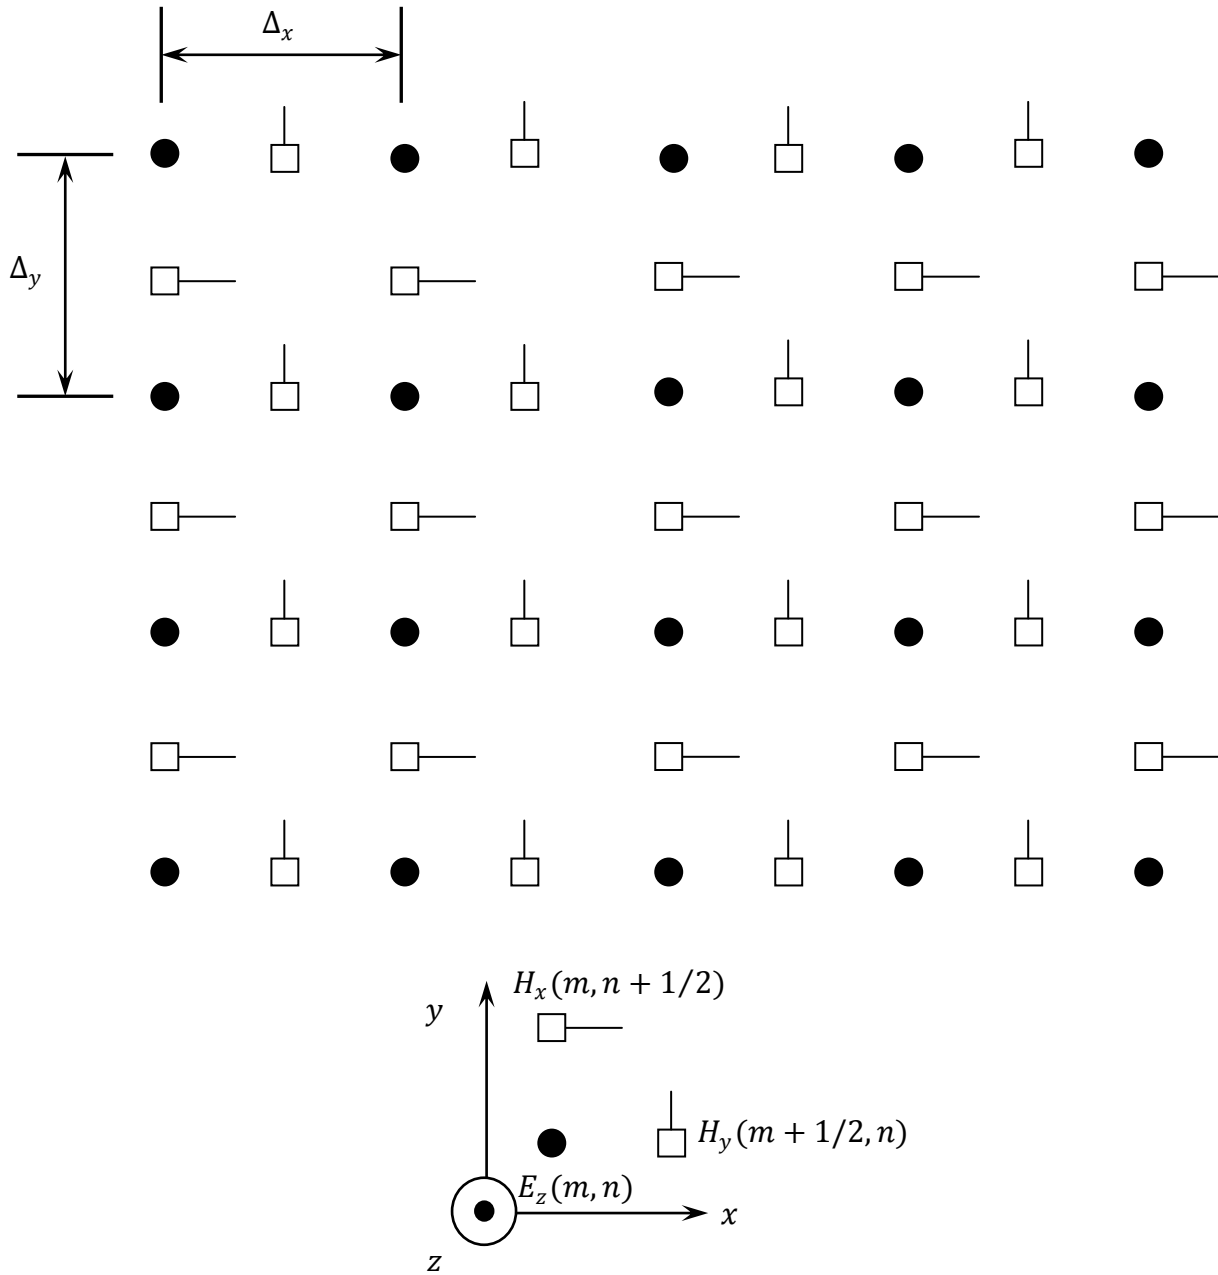 Δx
Δy
Hx(m, n + 1/2)
y
Hy(m + 1/2, n)
Ez(m, n)
x
z